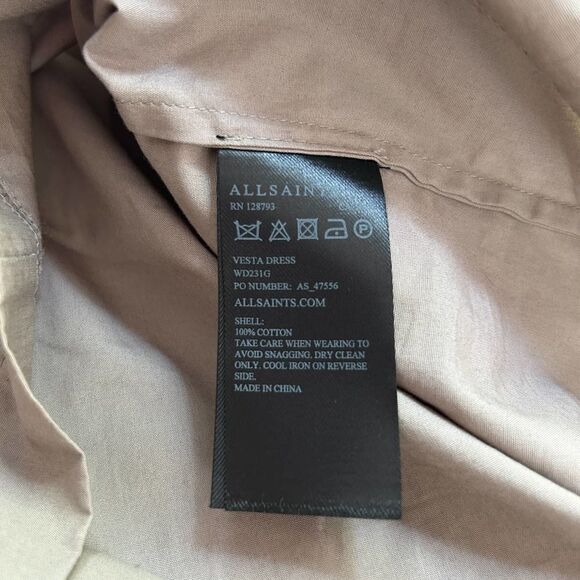 ALLSAINTS
RN 128793
VESTA DRESS
WD231G
PO NUMBER: AS_47556
ALLSAINTS.COM
SHELL:
100% COTTON
TAKE CARE WHEN WEARING TO
AVOID SNAGGING. DRY CLEAN
ONLY. COOL IRON ON REVERSE
SIDE.
MADE IN CHINA